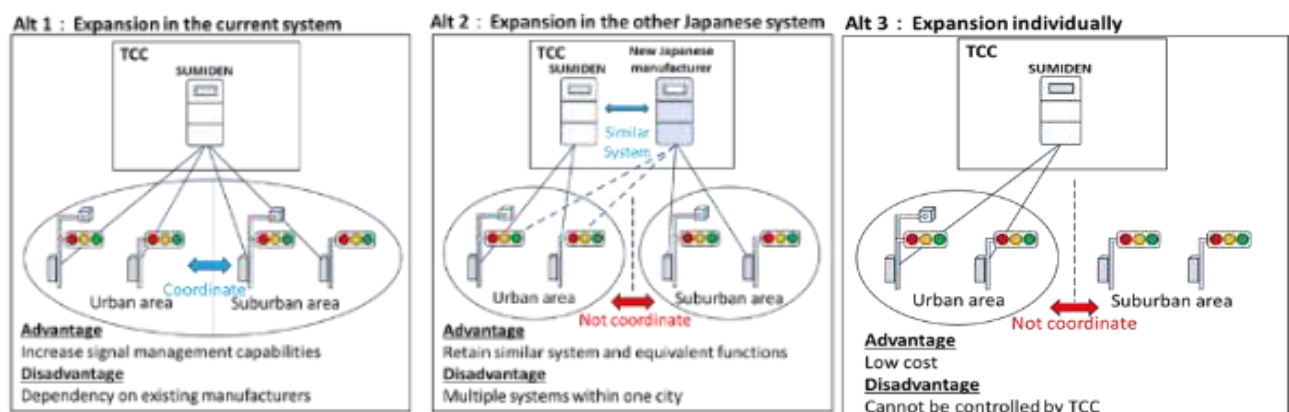 Alt 1 : Expansion in the current system
TCC
SUMIDEN
Coordinate
Urban area
Suburban area
Advantage
Increase signal management capabilities
Disadvantage
Dependency on existing manufacturers
Alt 2 : Expansion in the other Japanese system
TCC
SUMIDEN
New Japanese
manufacturer
Similar
System
Urban area
Suburban area
Not coordinate
Advantage
Retain similar system and equivalent functions
Disadvantage
Multiple systems within one city
Alt 3 : Expansion individually
TCC
SUMIDEN
Urban area
Suburban area
Not coordinate
Advantage
Low cost
Disadvantage
Cannot be controlled by TCC